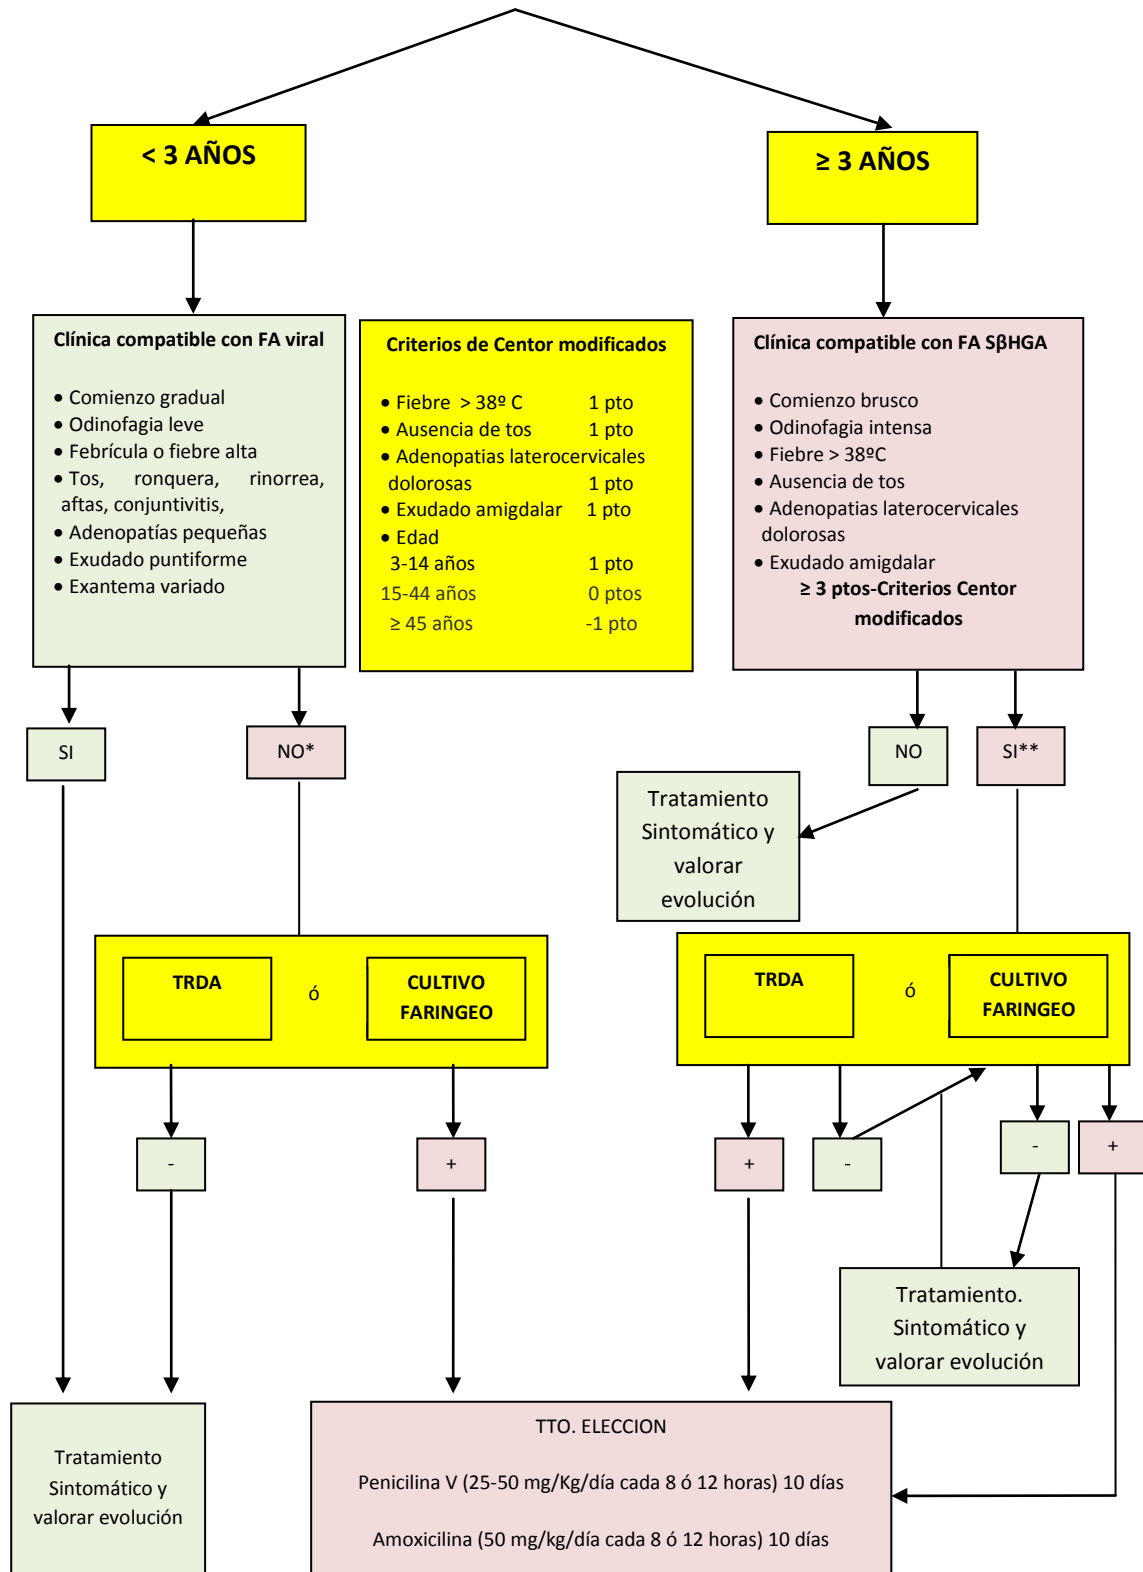 < 3 AÑOS
≥ 3 AÑOS
Clínica compatible con FA viral
• Comienzo gradual
• Odinofagia leve
• Febrícula o fiebre alta
• Tos, ronquera, rinorrea,
aftas, conjuntivitis,
• Adenopatías pequeñas
• Exudado puntiforme
• Exantema variado
Criterios de Centor modificados
• Fiebre > 38º C 1 pto
• Ausencia de tos 1 pto
• Adenopatias laterocervicales
dolorosas 1 pto
• Exudado amigdalar 1 pto
• Edad
3-14 años 1 pto
15-44 años 0 ptos
≥ 45 años -1 pto
Clínica compatible con FA SβHGA
• Comienzo brusco
• Odinofagia intensa
• Fiebre > 38ºC
• Ausencia de tos
• Adenopatias laterocervicales
dolorosas
• Exudado amigdalar
≥ 3 ptos-Criterios Centor
modificados
SI
NO*
NO
SI**
Tratamiento
Sintomático y
valorar
evolución
TRDA
ó
CULTIVO
FARINGEO
TRDA
ó
CULTIVO
FARINGEO
-
+
+
-
-
+
Tratamiento.
Sintomático y
valorar evolución
Tratamiento
Sintomático y
valorar evolución
TTO. ELECCION
Penicilina V (25-50 mg/Kg/día cada 8 ó 12 horas) 10 días
Amoxicilina (50 mg/kg/día cada 8 ó 12 horas) 10 días